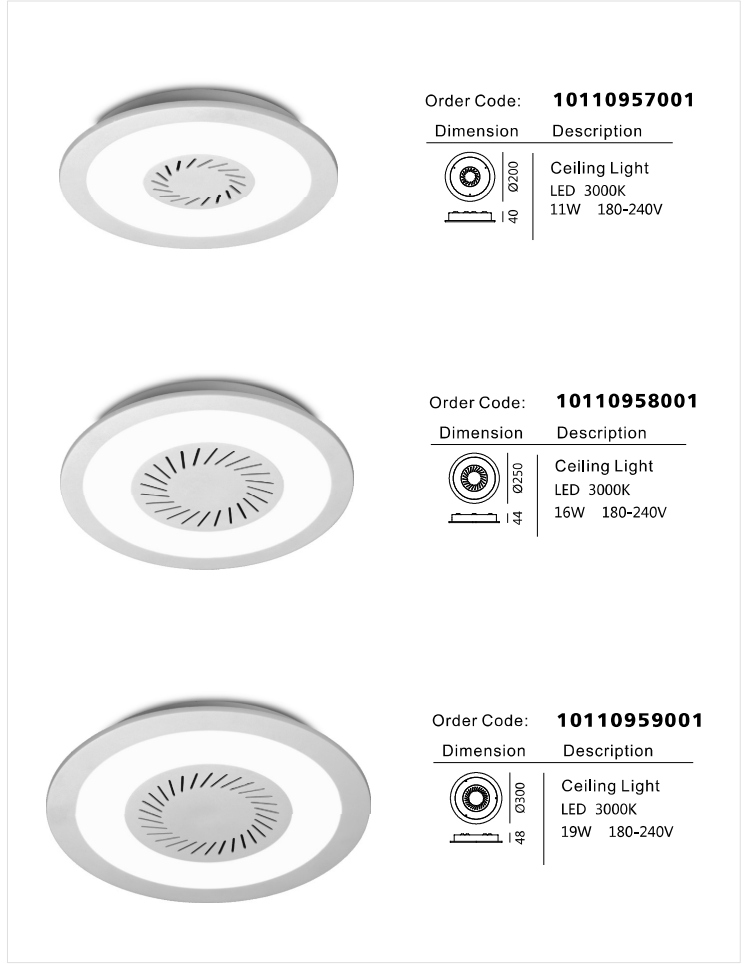 Order Code: 10110957001
Dimension Description
Ø200
40
Ceiling Light
LED 3000K
11W 180-240V
Order Code: 10110958001
Dimension Description
Ø250
44
Ceiling Light
LED 3000K
16W 180-240V
Order Code: 10110959001
Dimension Description
Ø300
48
Ceiling Light
LED 3000K
19W 180-240V